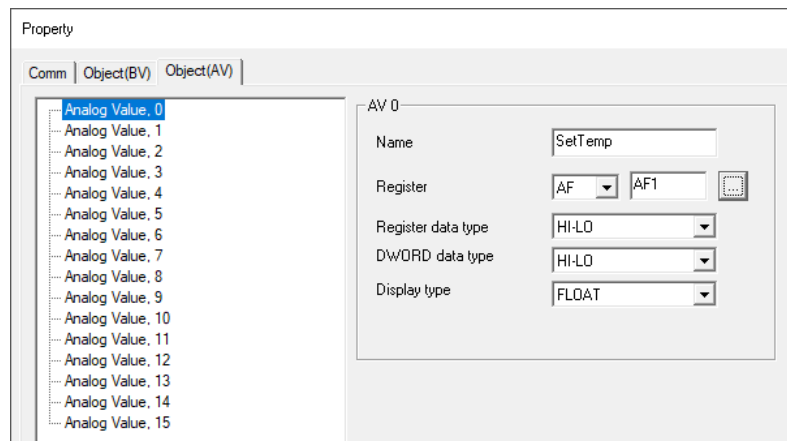 Property
Comm Object(BV) Object(AV)
Analog Value, 0
Analog Value, 1
Analog Value, 2
Analog Value, 3
Analog Value, 4
Analog Value, 5
Analog Value, 6
Analog Value, 7
Analog Value, 8
Analog Value, 9
Analog Value, 10
Analog Value, 11
Analog Value, 12
Analog Value, 13
Analog Value, 14
Analog Value, 15
AV 0
Name SetTemp
Register AF AF1 ...
Register data type HI-LO
DWORD data type HI-LO
Display type FLOAT